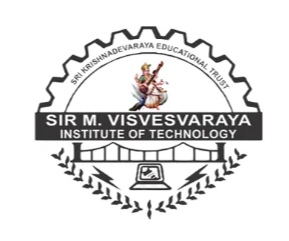 SRI KRISHNADEVARAYA EDUCATIONAL TRUST
SIR M. VISVESVARAYA
INSTITUTE OF TECHNOLOGY